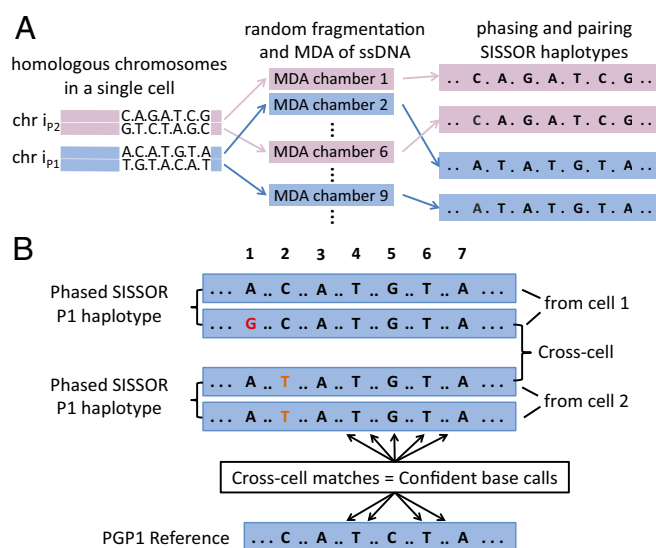 A
homologous chromosomes
in a single cell
random fragmentation
and MDA of ssDNA
phasing and pairing
SISSOR haplotypes
chr iP2
C.A.G.A.T.C.G
G.T.C.T.A.G.C
chr iP1
A.C.A.T.G.T.A
T.G.T.A.C.A.T
MDA chamber 1
MDA chamber 2
⋮
MDA chamber 6
⋮
MDA chamber 9
⋮
.. C . A . G . A . T . C . G ..
.. C . A . G . A . T . C . G ..
.. A . T . A . T . G . T . A ..
.. A . T . A . T . G . T . A ..
B
1 2 3 4 5 6 7
Phased SISSOR
P1 haplotype
... A .. C .. A .. T .. G .. T .. A ...
... G .. C .. A .. T .. G .. T .. A ...
from cell 1
Cross-cell
Phased SISSOR
P1 haplotype
... A .. T .. A .. T .. G .. T .. A ...
... A .. T .. A .. T .. G .. T .. A ...
from cell 2
Cross-cell matches = Confident base calls
PGP1 Reference
... C .. A .. T .. C .. T .. A ...